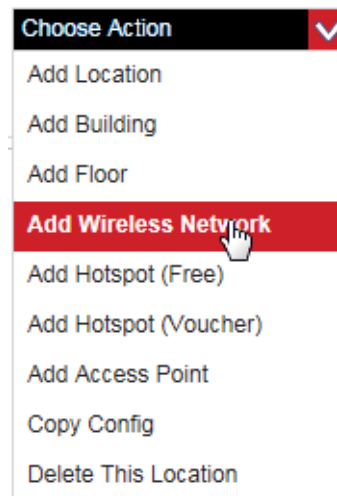 Choose Action
Add Location
Add Building
Add Floor
Add Wireless Network
Add Hotspot (Free)
Add Hotspot (Voucher)
Add Access Point
Copy Config
Delete This Location